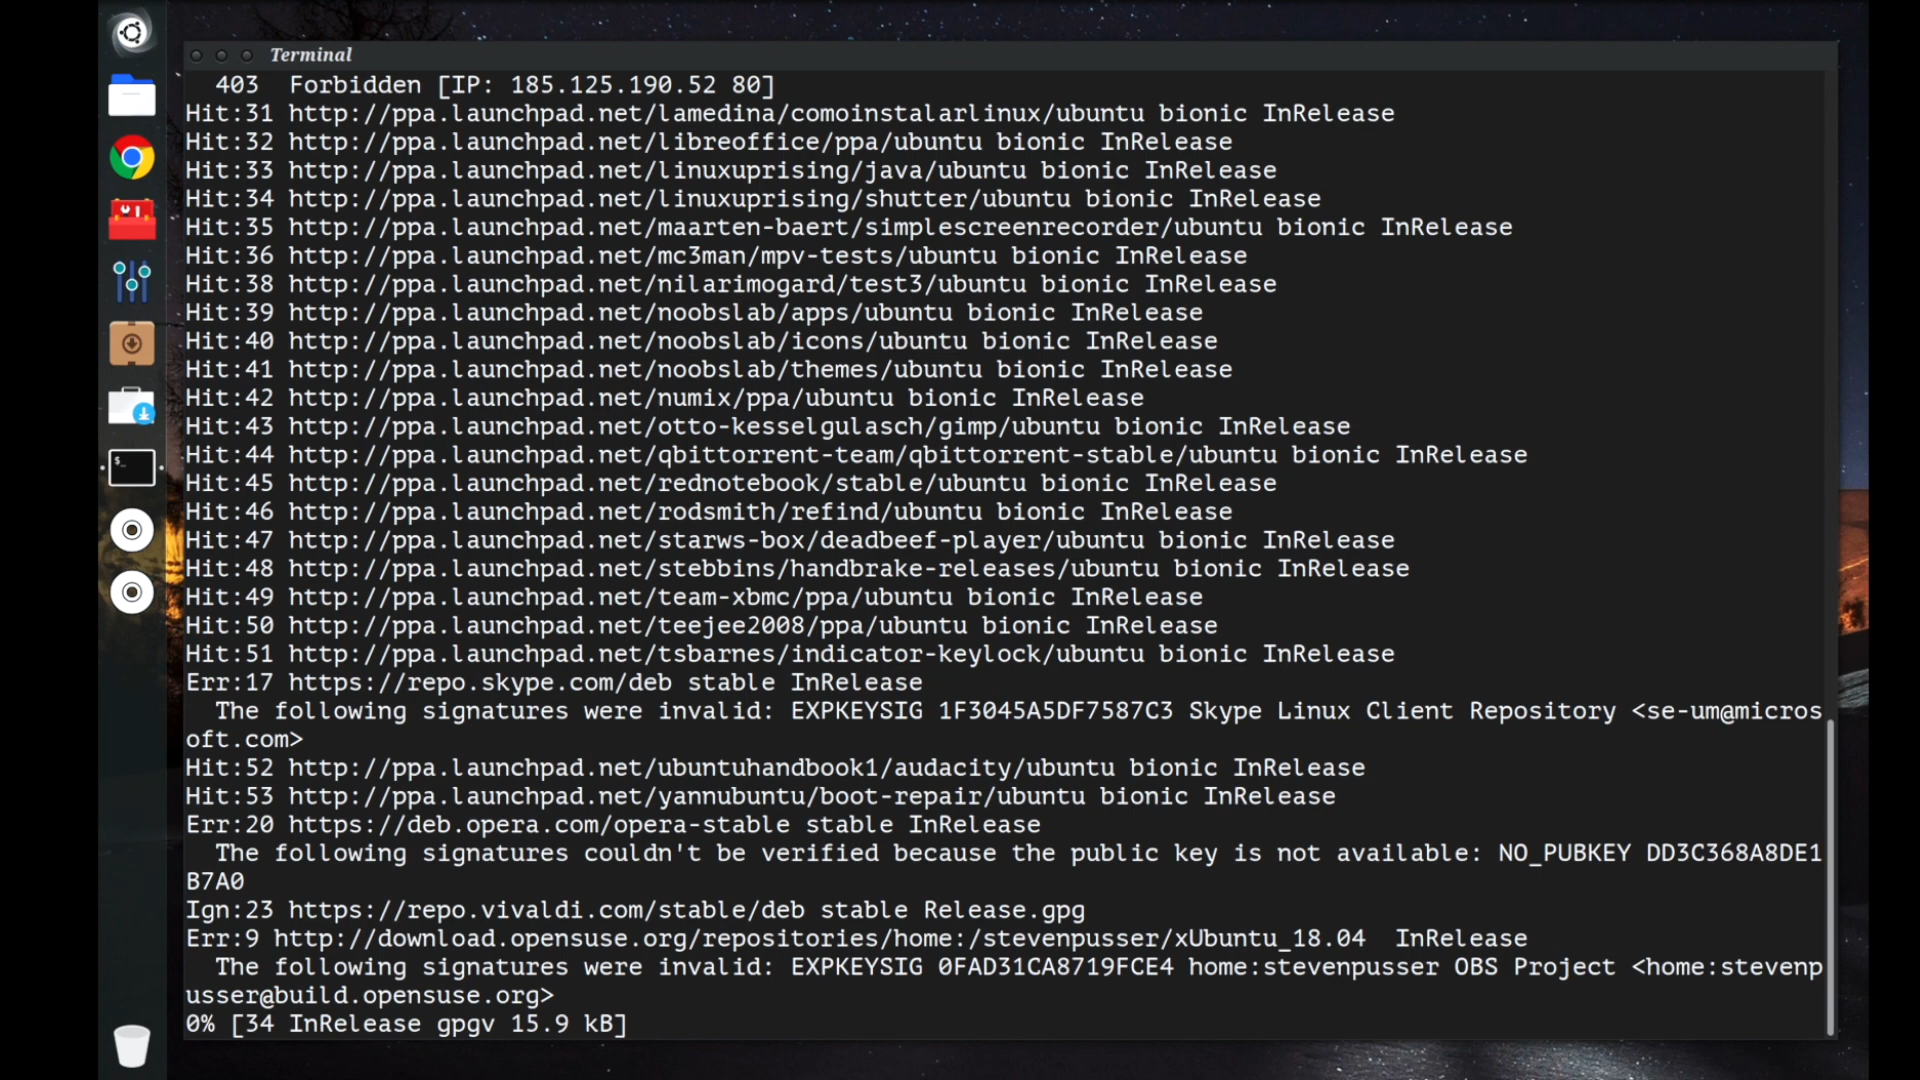 Terminal
403  Forbidden [IP: 185.125.190.52 80]
Hit:31 http://ppa.launchpad.net/lamedina/comoinstalarlinux/ubuntu bionic InRelease
Hit:32 http://ppa.launchpad.net/libreoffice/ppa/ubuntu bionic InRelease
Hit:33 http://ppa.launchpad.net/linuxuprising/java/ubuntu bionic InRelease
Hit:34 http://ppa.launchpad.net/linuxuprising/shutter/ubuntu bionic InRelease
Hit:35 http://ppa.launchpad.net/maarten-baert/simplescreenrecorder/ubuntu bionic InRelease
Hit:36 http://ppa.launchpad.net/mc3man/mpv-tests/ubuntu bionic InRelease
Hit:38 http://ppa.launchpad.net/nilarimogard/test3/ubuntu bionic InRelease
Hit:39 http://ppa.launchpad.net/noobslab/apps/ubuntu bionic InRelease
Hit:40 http://ppa.launchpad.net/noobslab/icons/ubuntu bionic InRelease
Hit:41 http://ppa.launchpad.net/noobslab/themes/ubuntu bionic InRelease
Hit:42 http://ppa.launchpad.net/numix/ppa/ubuntu bionic InRelease
Hit:43 http://ppa.launchpad.net/otto-kesselgulasch/gimp/ubuntu bionic InRelease
Hit:44 http://ppa.launchpad.net/qbittorrent-team/qbittorrent-stable/ubuntu bionic InRelease
Hit:45 http://ppa.launchpad.net/rednotebook/stable/ubuntu bionic InRelease
Hit:46 http://ppa.launchpad.net/rodsmith/refind/ubuntu bionic InRelease
Hit:47 http://ppa.launchpad.net/starws-box/deadbeef-player/ubuntu bionic InRelease
Hit:48 http://ppa.launchpad.net/stebbins/handbrake-releases/ubuntu bionic InRelease
Hit:49 http://ppa.launchpad.net/team-xbmc/ppa/ubuntu bionic InRelease
Hit:50 http://ppa.launchpad.net/teejee2008/ppa/ubuntu bionic InRelease
Hit:51 http://ppa.launchpad.net/tsbarnes/indicator-keylock/ubuntu bionic InRelease
Err:17 https://repo.skype.com/deb stable InRelease
The following signatures were invalid: EXPKEYSIG 1F3045A5DF7587C3 Skype Linux Client Repository <se-um@micros
oft.com>
Hit:52 http://ppa.launchpad.net/ubuntuhandbook1/audacity/ubuntu bionic InRelease
Hit:53 http://ppa.launchpad.net/yannubuntu/boot-repair/ubuntu bionic InRelease
Err:20 https://deb.opera.com/opera-stable stable InRelease
The following signatures couldn't be verified because the public key is not available: NO_PUBKEY DD3C368A8DE1
B7A0
Ign:23 https://repo.vivaldi.com/stable/deb stable Release.gpg
Err:9 http://download.opensuse.org/repositories/home:/stevenpusser/xUbuntu_18.04  InRelease
The following signatures were invalid: EXPKEYSIG 0FAD31CA8719FCE4 home:stevenpusser OBS Project <home:stevenp
usser@build.opensuse.org>
0% [34 InRelease gpgv 15.9 kB]